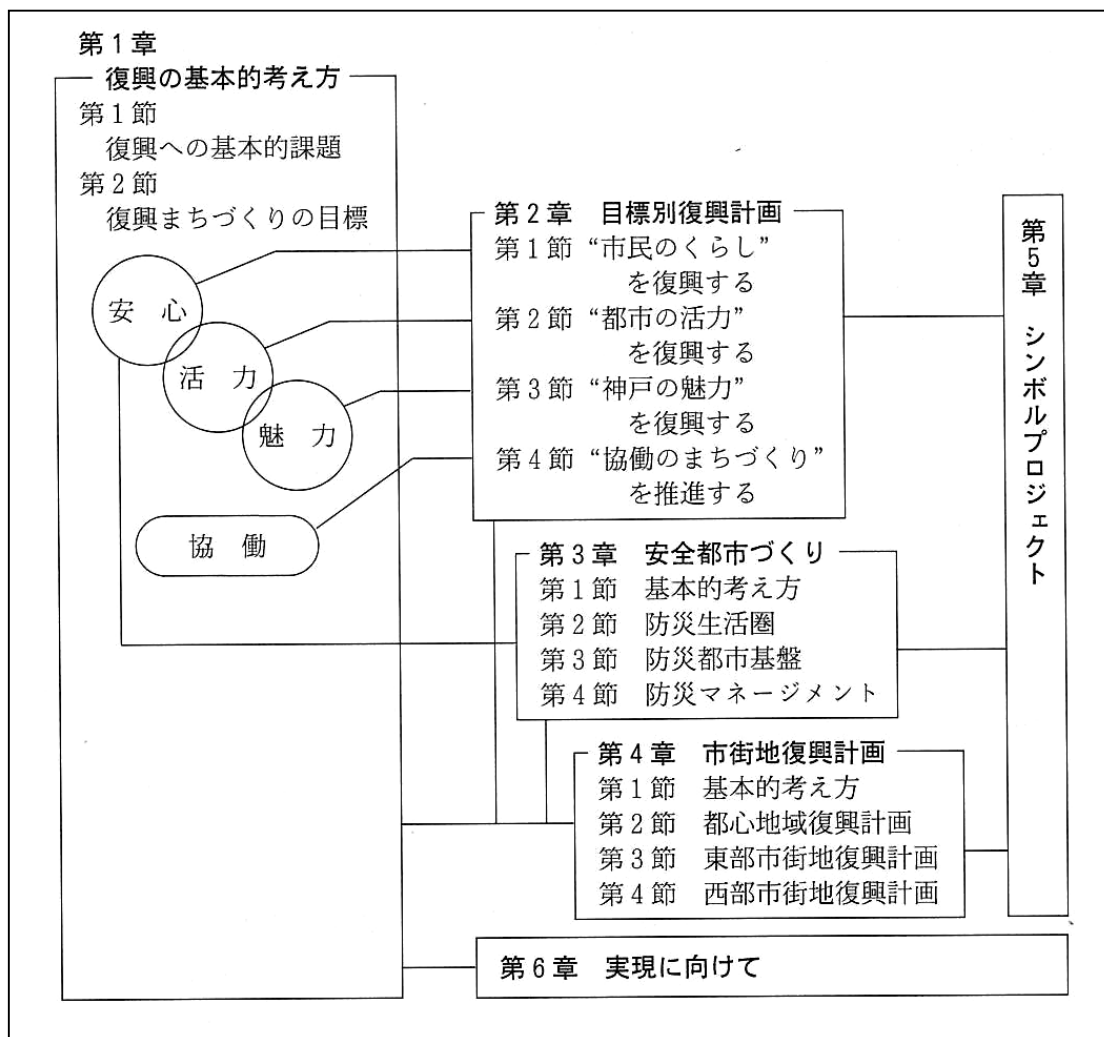 第1章
復興の基本的考え方
第1節
復興への基本的課題
第2節
復興まちづくりの目標
安 心
活 力
魅 力
協 働
第2章 目標別復興計画
第1節 “市民のくらし”
を復興する
第2節 “都市の活力”
を復興する
第3節 “神戸の魅力”
を復興する
第4節 “協働のまちづくり”
を推進する
第3章 安全都市づくり
第1節 基本的考え方
第2節 防災生活圏
第3節 防災都市基盤
第4節 防災マネージメント
第4章 市街地復興計画
第1節 基本的考え方
第2節 都心地域復興計画
第3節 東部市街地復興計画
第4節 西部市街地復興計画
第5章 シンボルプロジェクト
第6章 実現に向けて